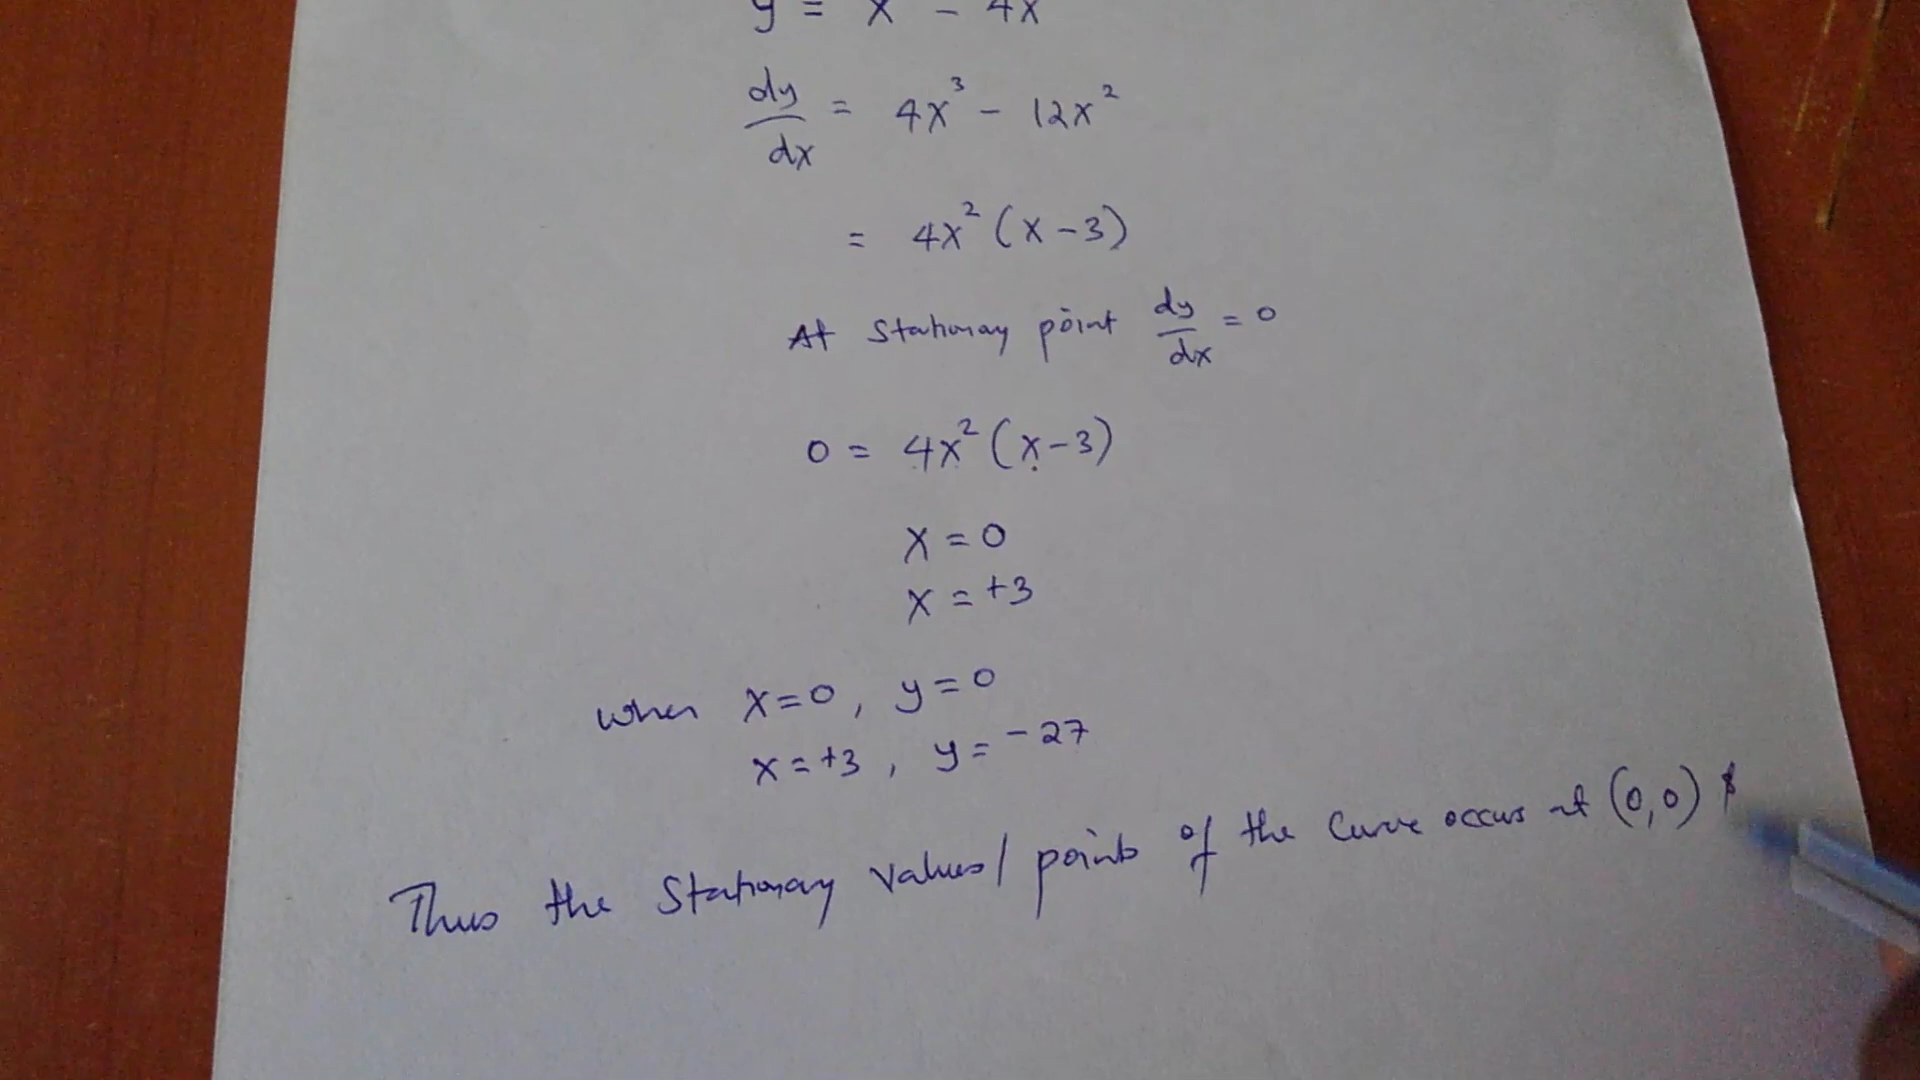 y = x - 4x
dy/dx = 4x³ - 12x²
= 4x² (x - 3)
At stationary point dy/dx = 0
0 = 4x² (x - 3)
x = 0
x = +3
when x = 0, y = 0
x = +3, y = -27
Thus the stationary values/points of the curve occurs at (0,0) &